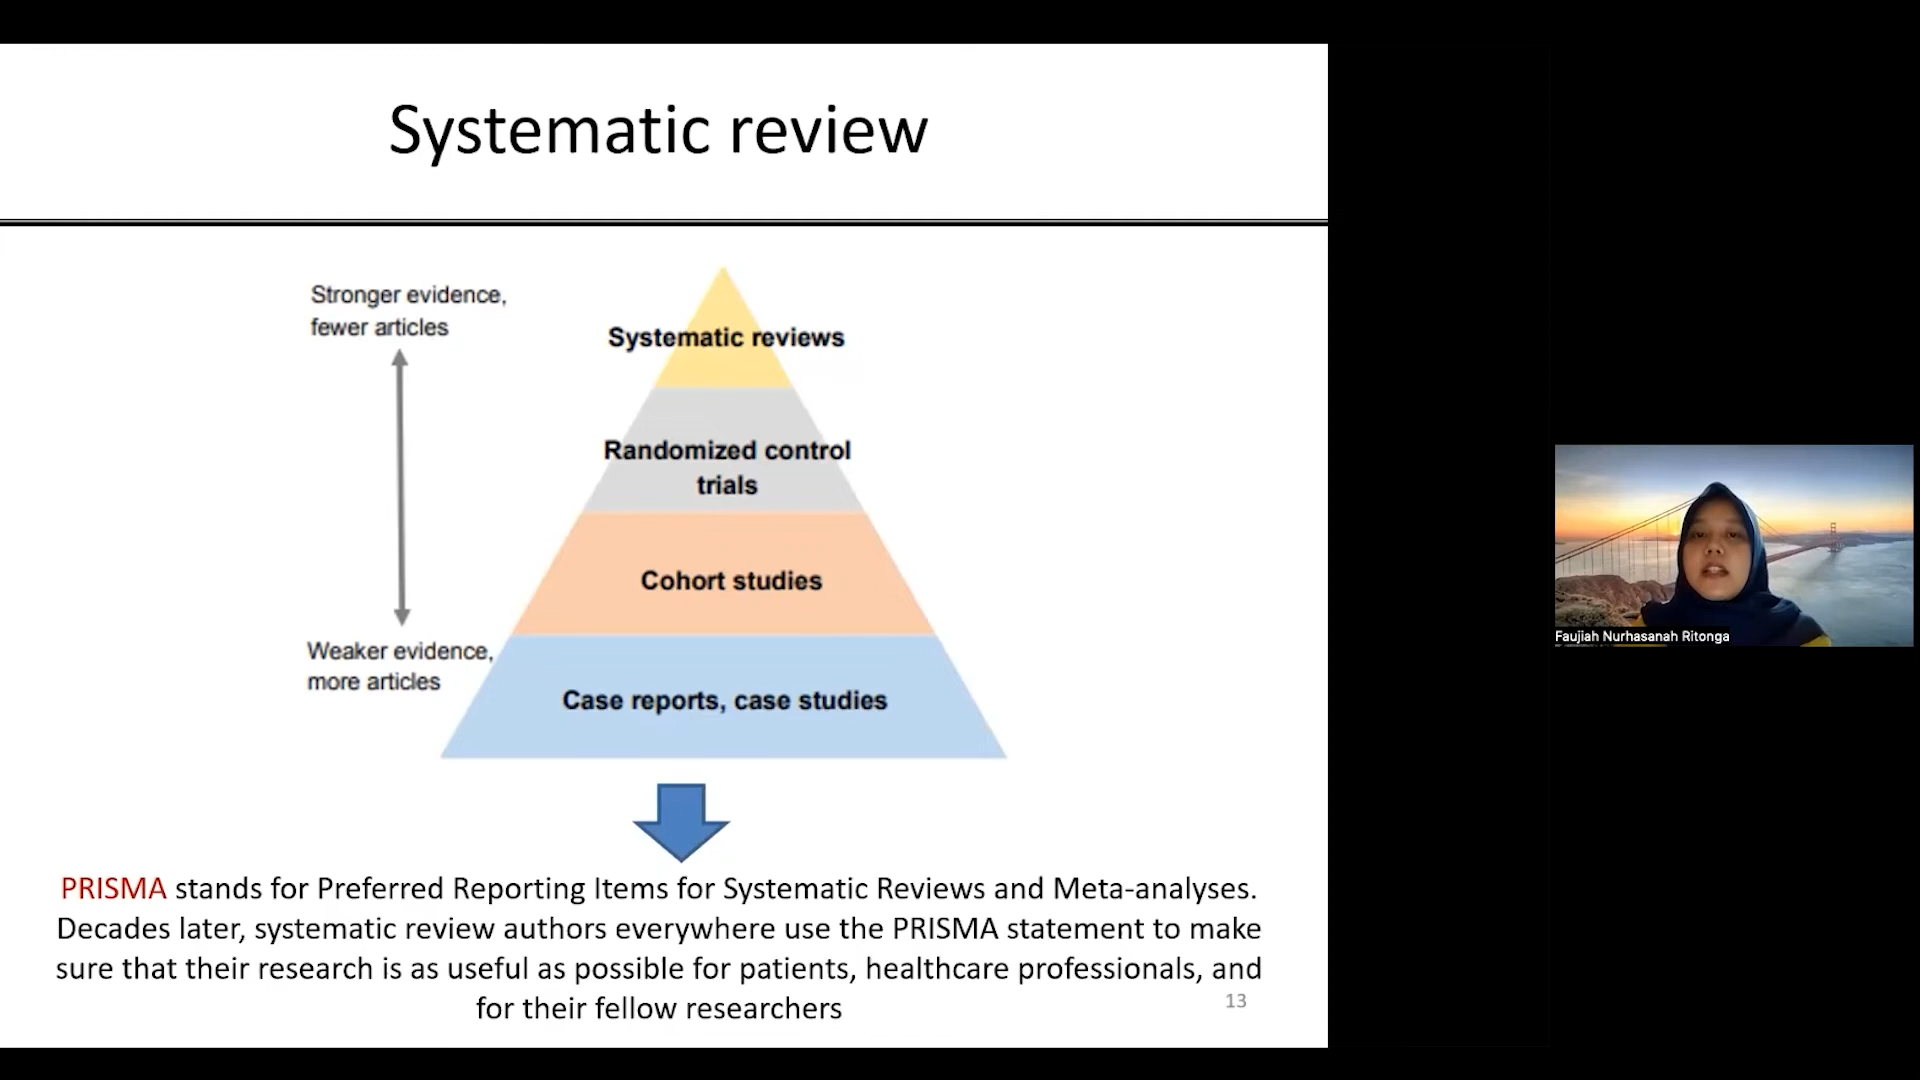 Systematic review
Stronger evidence,
fewer articles
Systematic reviews
Randomized control
trials
Cohort studies
Weaker evidence,
more articles
Case reports, case studies
PRISMA stands for Preferred Reporting Items for Systematic Reviews and Meta-analyses.
Decades later, systematic review authors everywhere use the PRISMA statement to make
sure that their research is as useful as possible for patients, healthcare professionals, and
for their fellow researchers
13
Faujiah Nurhasanah Ritonga